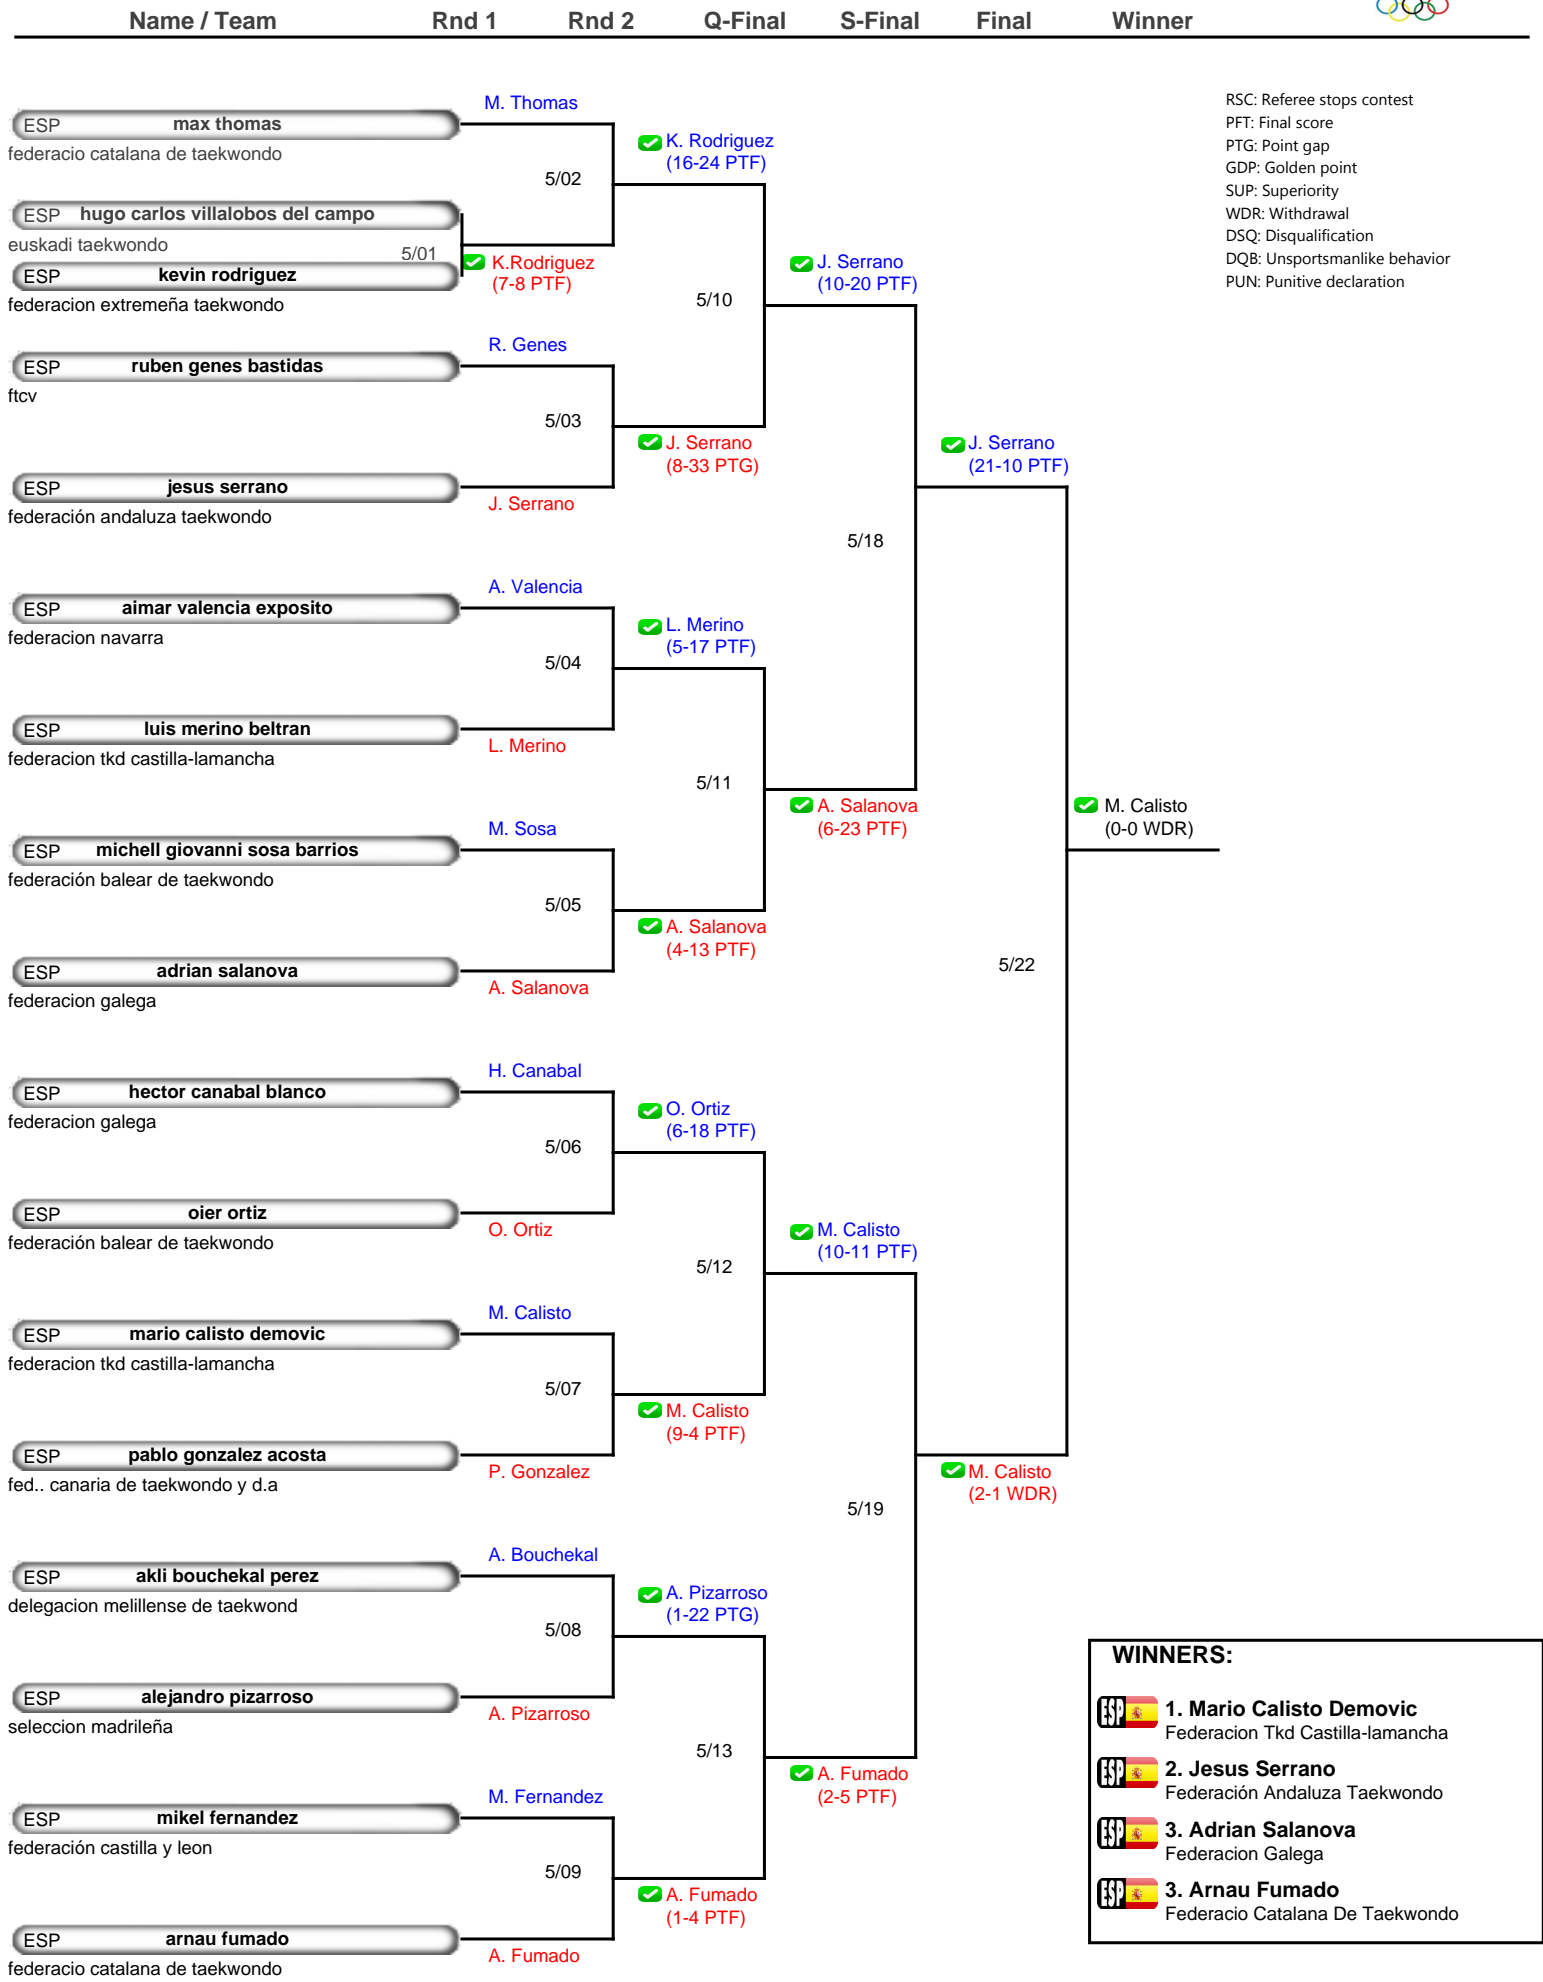 Name / Team Rnd 1 Rnd 2 Q-Final S-Final Final Winner
RSC: Referee stops contest
PFT: Final score
PTG: Point gap
GDP: Golden point
SUP: Superiority
WDR: Withdrawal
DSQ: Disqualification
DQB: Unsportsmanlike behavior
PUN: Punitive declaration
M. Thomas
ESP max thomas
federacio catalana de taekwondo
K. Rodriguez
(16-24 PTF)
5/02
ESP hugo carlos villalobos del campo
euskadi taekwondo
5/01
K.Rodriguez
(7-8 PTF)
ESP kevin rodriguez
federacion extremeña taekwondo
J. Serrano
(10-20 PTF)
5/10
R. Genes
ESP ruben genes bastidas
ftcv
5/03
J. Serrano
(8-33 PTG)
J. Serrano
(21-10 PTF)
ESP jesus serrano
J. Serrano
federación andaluza taekwondo
5/18
A. Valencia
ESP aimar valencia exposito
federacion navarra
L. Merino
(5-17 PTF)
5/04
ESP luis merino beltran
L. Merino
federacion tkd castilla-lamancha
5/11
A. Salanova
(6-23 PTF)
M. Calisto
(0-0 WDR)
M. Sosa
ESP michell giovanni sosa barrios
federación balear de taekwondo
5/05
A. Salanova
(4-13 PTF)
ESP adrian salanova
A. Salanova
federacion galega
5/22
H. Canabal
ESP hector canabal blanco
federacion galega
O. Ortiz
(6-18 PTF)
5/06
ESP oier ortiz
O. Ortiz
federación balear de taekwondo
M. Calisto
(10-11 PTF)
5/12
M. Calisto
ESP mario calisto demovic
federacion tkd castilla-lamancha
5/07
M. Calisto
(9-4 PTF)
ESP pablo gonzalez acosta
P. Gonzalez
fed.. canaria de taekwondo y d.a
M. Calisto
(2-1 WDR)
5/19
A. Bouchekal
ESP akli bouchekal perez
delegacion melillense de taekwond
A. Pizarroso
(1-22 PTG)
5/08
ESP alejandro pizarroso
A. Pizarroso
seleccion madrileña
5/13
A. Fumado
(2-5 PTF)
M. Fernandez
ESP mikel fernandez
federación castilla y leon
5/09
A. Fumado
(1-4 PTF)
ESP arnau fumado
A. Fumado
federacio catalana de taekwondo
WINNERS:
ESP 1. Mario Calisto Demovic
Federacion Tkd Castilla-lamancha
ESP 2. Jesus Serrano
Federación Andaluza Taekwondo
ESP 3. Adrian Salanova
Federacion Galega
ESP 3. Arnau Fumado
Federacio Catalana De Taekwondo